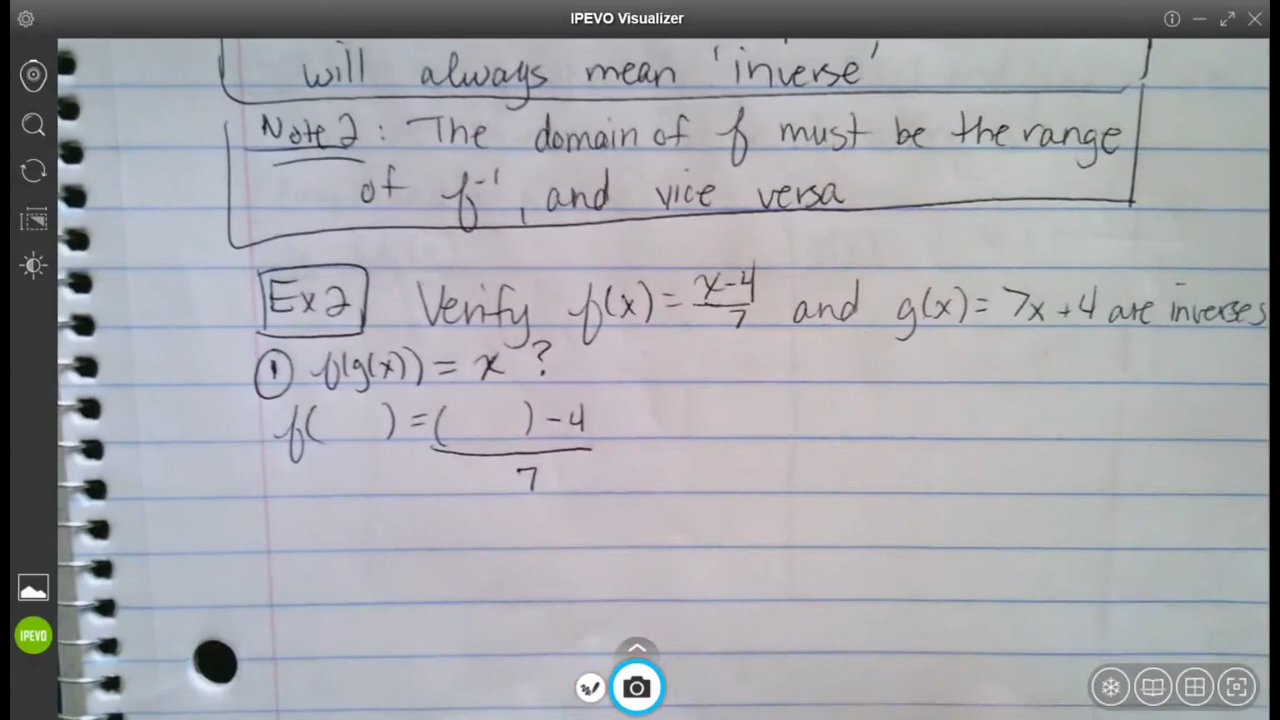 IPEVO Visualizer
will always mean 'inverse'
Note 2: The domain of f must be the range
of f⁻¹, and vice versa
Ex 2 Verify f(x) = x-4/7 and g(x) = 7x+4 are inverses
① f(g(x)) = x ?
f( ) = ( ) - 4
7
IPEVO